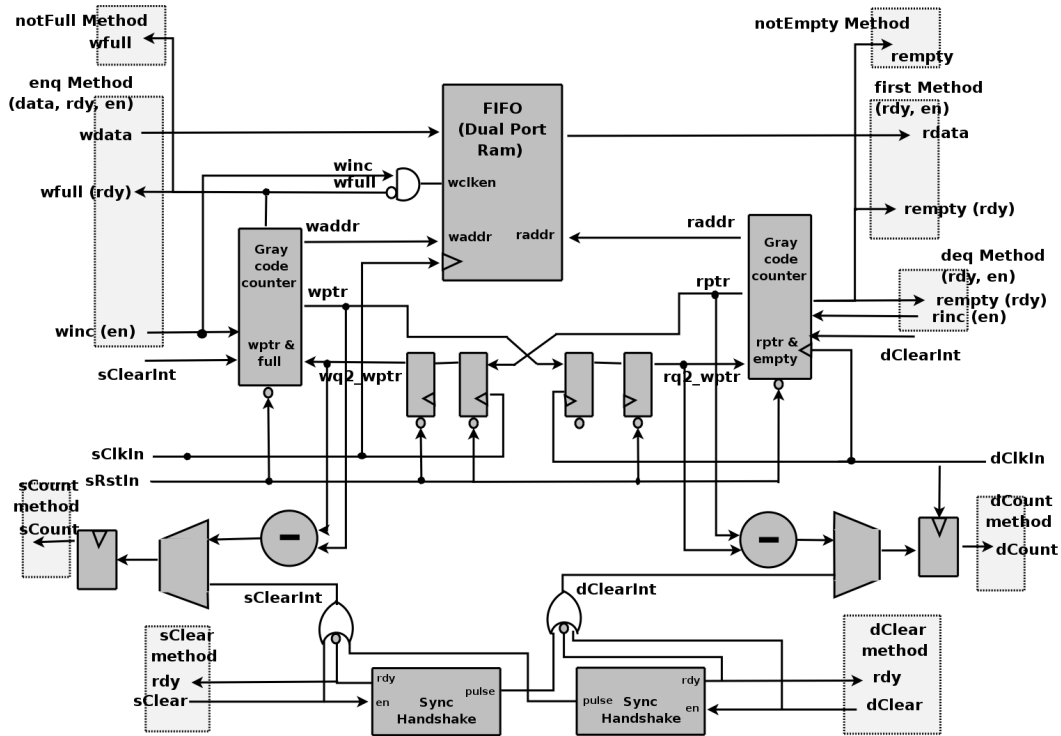 notFull Method
wfull
notEmpty Method
rempty
enq Method
(data, rdy, en)
wdata
FIFO
(Dual Port
Ram)
first Method
(rdy, en)
rdata
winc
wfull
wclken
wfull (rdy)
rempty (rdy)
waddr
waddr
raddr
raddr
Gray
code
counter
Gray
code
counter
deq Method
(rdy, en)
wptr
rptr
rempty (rdy)
rinc (en)
winc (en)
wptr &
full
rptr &
empty
dClearInt
sClearInt
wq2_wptr
rq2_wptr
sClkIn
dClkIn
sRstIn
sCount
method
sCount
dCount
method
dCount
sClearInt
dClearInt
sClear
method
rdy
sClear
rdy
en
pulse
Sync
Handshake
pulse
rdy
en
Sync
Handshake
dClear
method
rdy
dClear